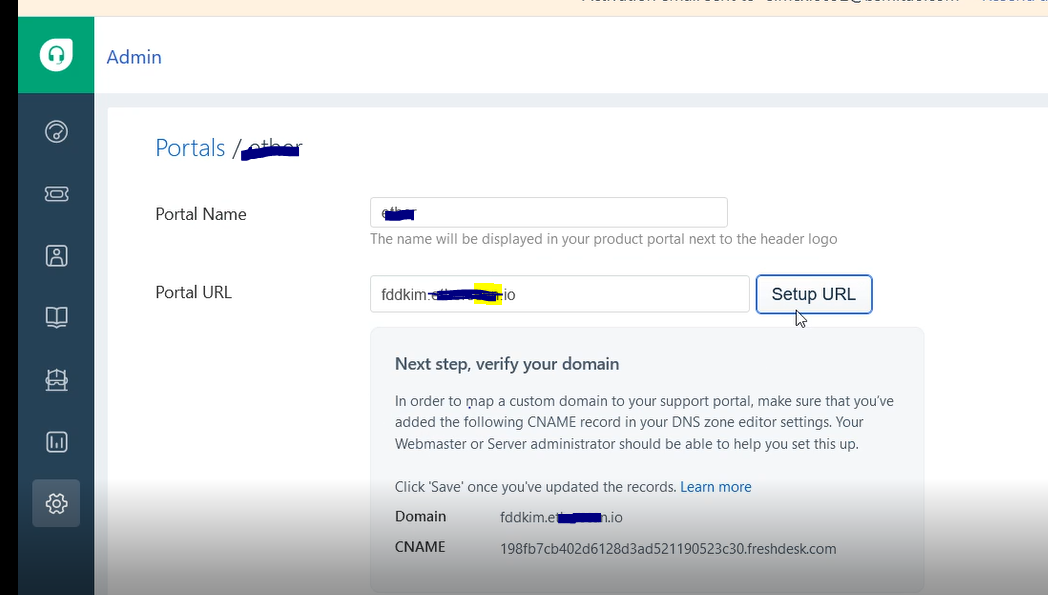 Admin
Portals /
Portal Name
The name will be displayed in your product portal next to the header logo
Portal URL
fddkim. .io
Setup URL
Next step, verify your domain
In order to map a custom domain to your support portal, make sure that you've
added the following CNAME record in your DNS zone editor settings. Your
Webmaster or Server administrator should be able to help you set this up.
Click 'Save' once you've updated the records. Learn more
Domain
fddkim.et n.io
CNAME
198fb7cb402d6128d3ad521190523c30.freshdesk.com